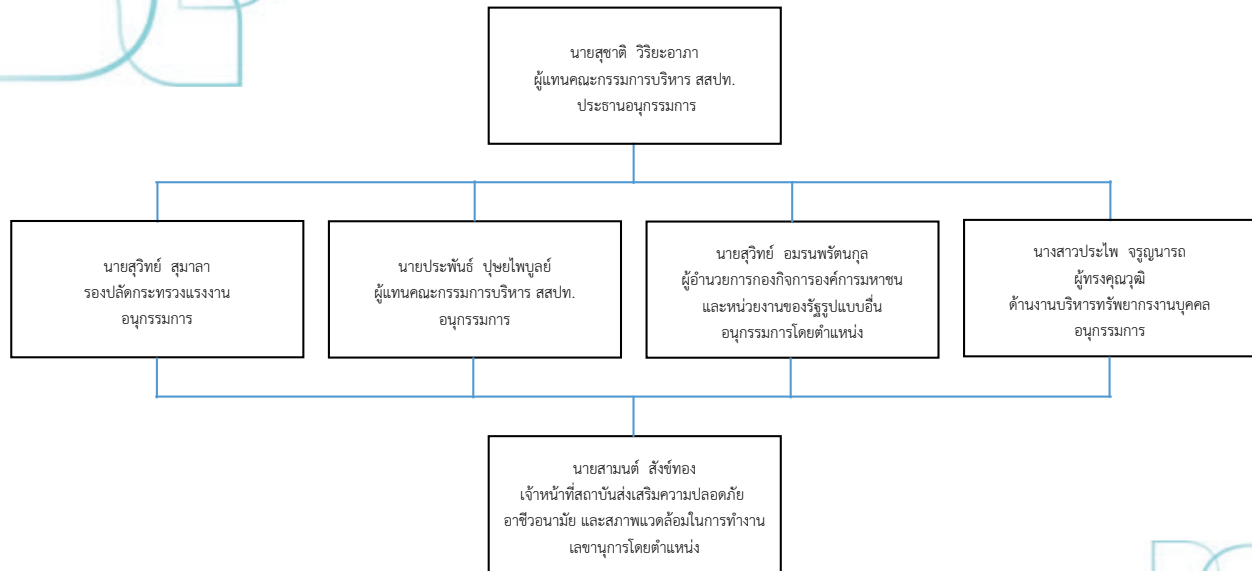 นายสุชาติ วิริยะอาภา
ผู้แทนคณะกรรมการบริหาร สสปท.
ประธานอนุกรรมการ
นายสุวิทย์ สุมาลา
รองปลัดกระทรวงแรงงาน
อนุกรรมการ
นายประพันธ์ ปุษยไพบูลย์
ผู้แทนคณะกรรมการบริหาร สสปท.
อนุกรรมการ
นายสุวิทย์ อมรนพรัตนกุล
ผู้อำนวยการกองกิจการองค์การมหาชน
และหน่วยงานของรัฐรูปแบบอื่น
อนุกรรมการโดยตำแหน่ง
นางสาวประไพ จรูญนารถ
ผู้ทรงคุณวุฒิ
ด้านงานบริหารทรัพยากรงานบุคคล
อนุกรรมการ
นายสามนต์ สังข์ทอง
เจ้าหน้าที่สถาบันส่งเสริมความปลอดภัย
อาชีวอนามัย และสภาพแวดล้อมในการทำงาน
เลขานุการโดยตำแหน่ง